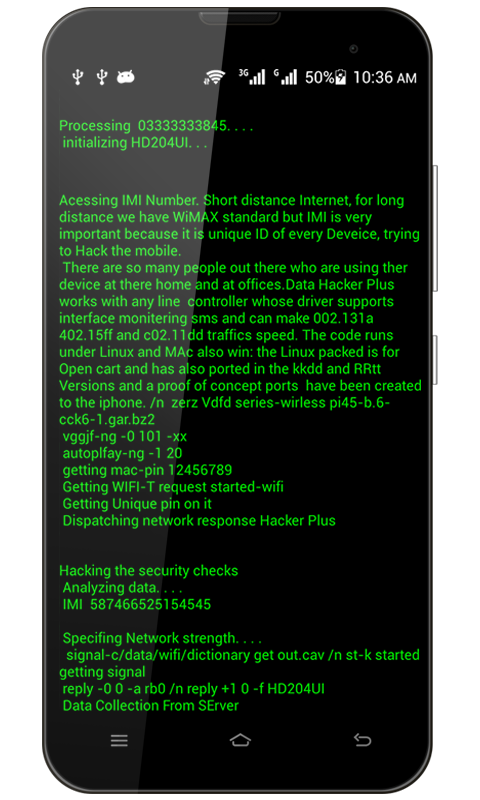 3G G 50% 10:36 AM
Processing  03333333845. . . .
initializing HD204UI. . .
Acessing IMI Number. Short distance Internet, for long
distance we have WiMAX standard but IMI is very
important because it is unique ID of every Deveice, trying
to Hack the mobile.
There are so many people out there who are using ther
device at there home and at offices.Data Hacker Plus
works with any line  controller whose driver supports
interface monitering sms and can make 002.131a
402.15ff and c02.11dd traffics speed. The code runs
under Linux and MAc also win: the Linux packed is for
Open cart and has also ported in the kkdd and RRtt
Versions and a proof of concept ports  have been created
to the iphone. /n  zerz Vdfd series-wirless pi45-b.6-
cck6-1.gar.bz2
vggjf-ng -0 101 -xx
autoplfay-ng -1 20
getting mac-pin 12456789
Getting WIFI-T request started-wifi
Getting Unique pin on it
Dispatching network response Hacker Plus
Hacking the security checks
Analyzing data. . . .
IMI  587466525154545
Specifing Network strength. . . .
signal-c/data/wifi/dictionary get out.cav /n st-k started
getting signal
reply -0 0 -a rb0 /n reply +1 0 -f HD204UI
Data Collection From SErver